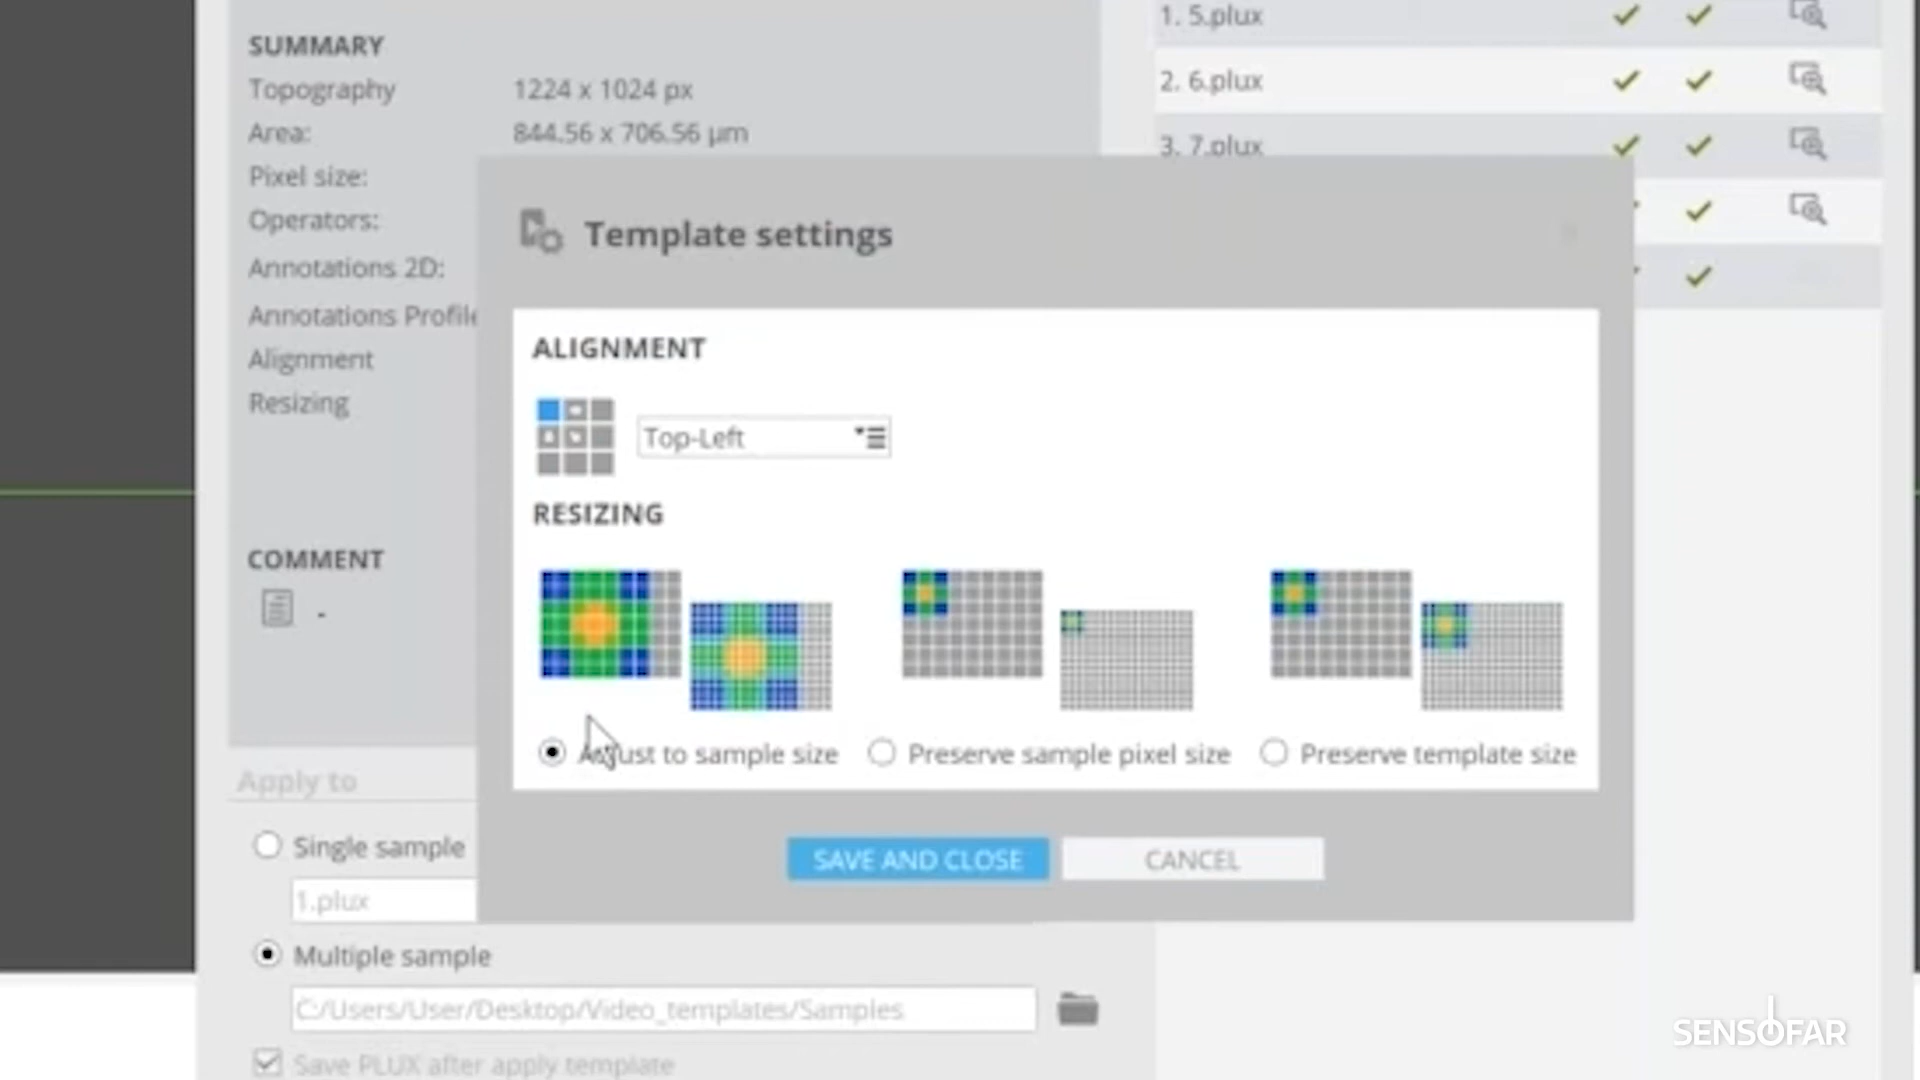 SUMMARY
Topography 1224 x 1024 px
Area: 844.56 x 706.56 µm
Pixel size:
Operators:
Annotations 2D:
Annotations Profile
Alignment
Resizing
COMMENT
-
Apply to
Single sample
1.plux
Multiple sample
C:/Users/User/Desktop/Video_templates/Samples
Save PLUX after apply template
1. 5.plux
2. 6.plux
3. 7.plux
Template settings
ALIGNMENT
Top-Left
RESIZING
Adjust to sample size
Preserve sample pixel size
Preserve template size
SAVE AND CLOSE
CANCEL
SENSOFAR